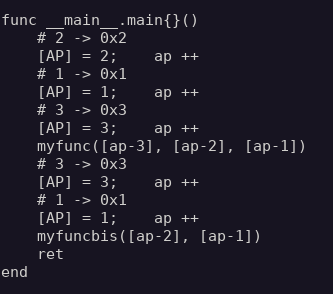 func __main__.main{}()
    # 2 -> 0x2
    [AP] = 2;    ap ++
    # 1 -> 0x1
    [AP] = 1;    ap ++
    # 3 -> 0x3
    [AP] = 3;    ap ++
    myfunc([ap-3], [ap-2], [ap-1])
    # 3 -> 0x3
    [AP] = 3;    ap ++
    # 1 -> 0x1
    [AP] = 1;    ap ++
    myfuncbis([ap-2], [ap-1])
    ret
end